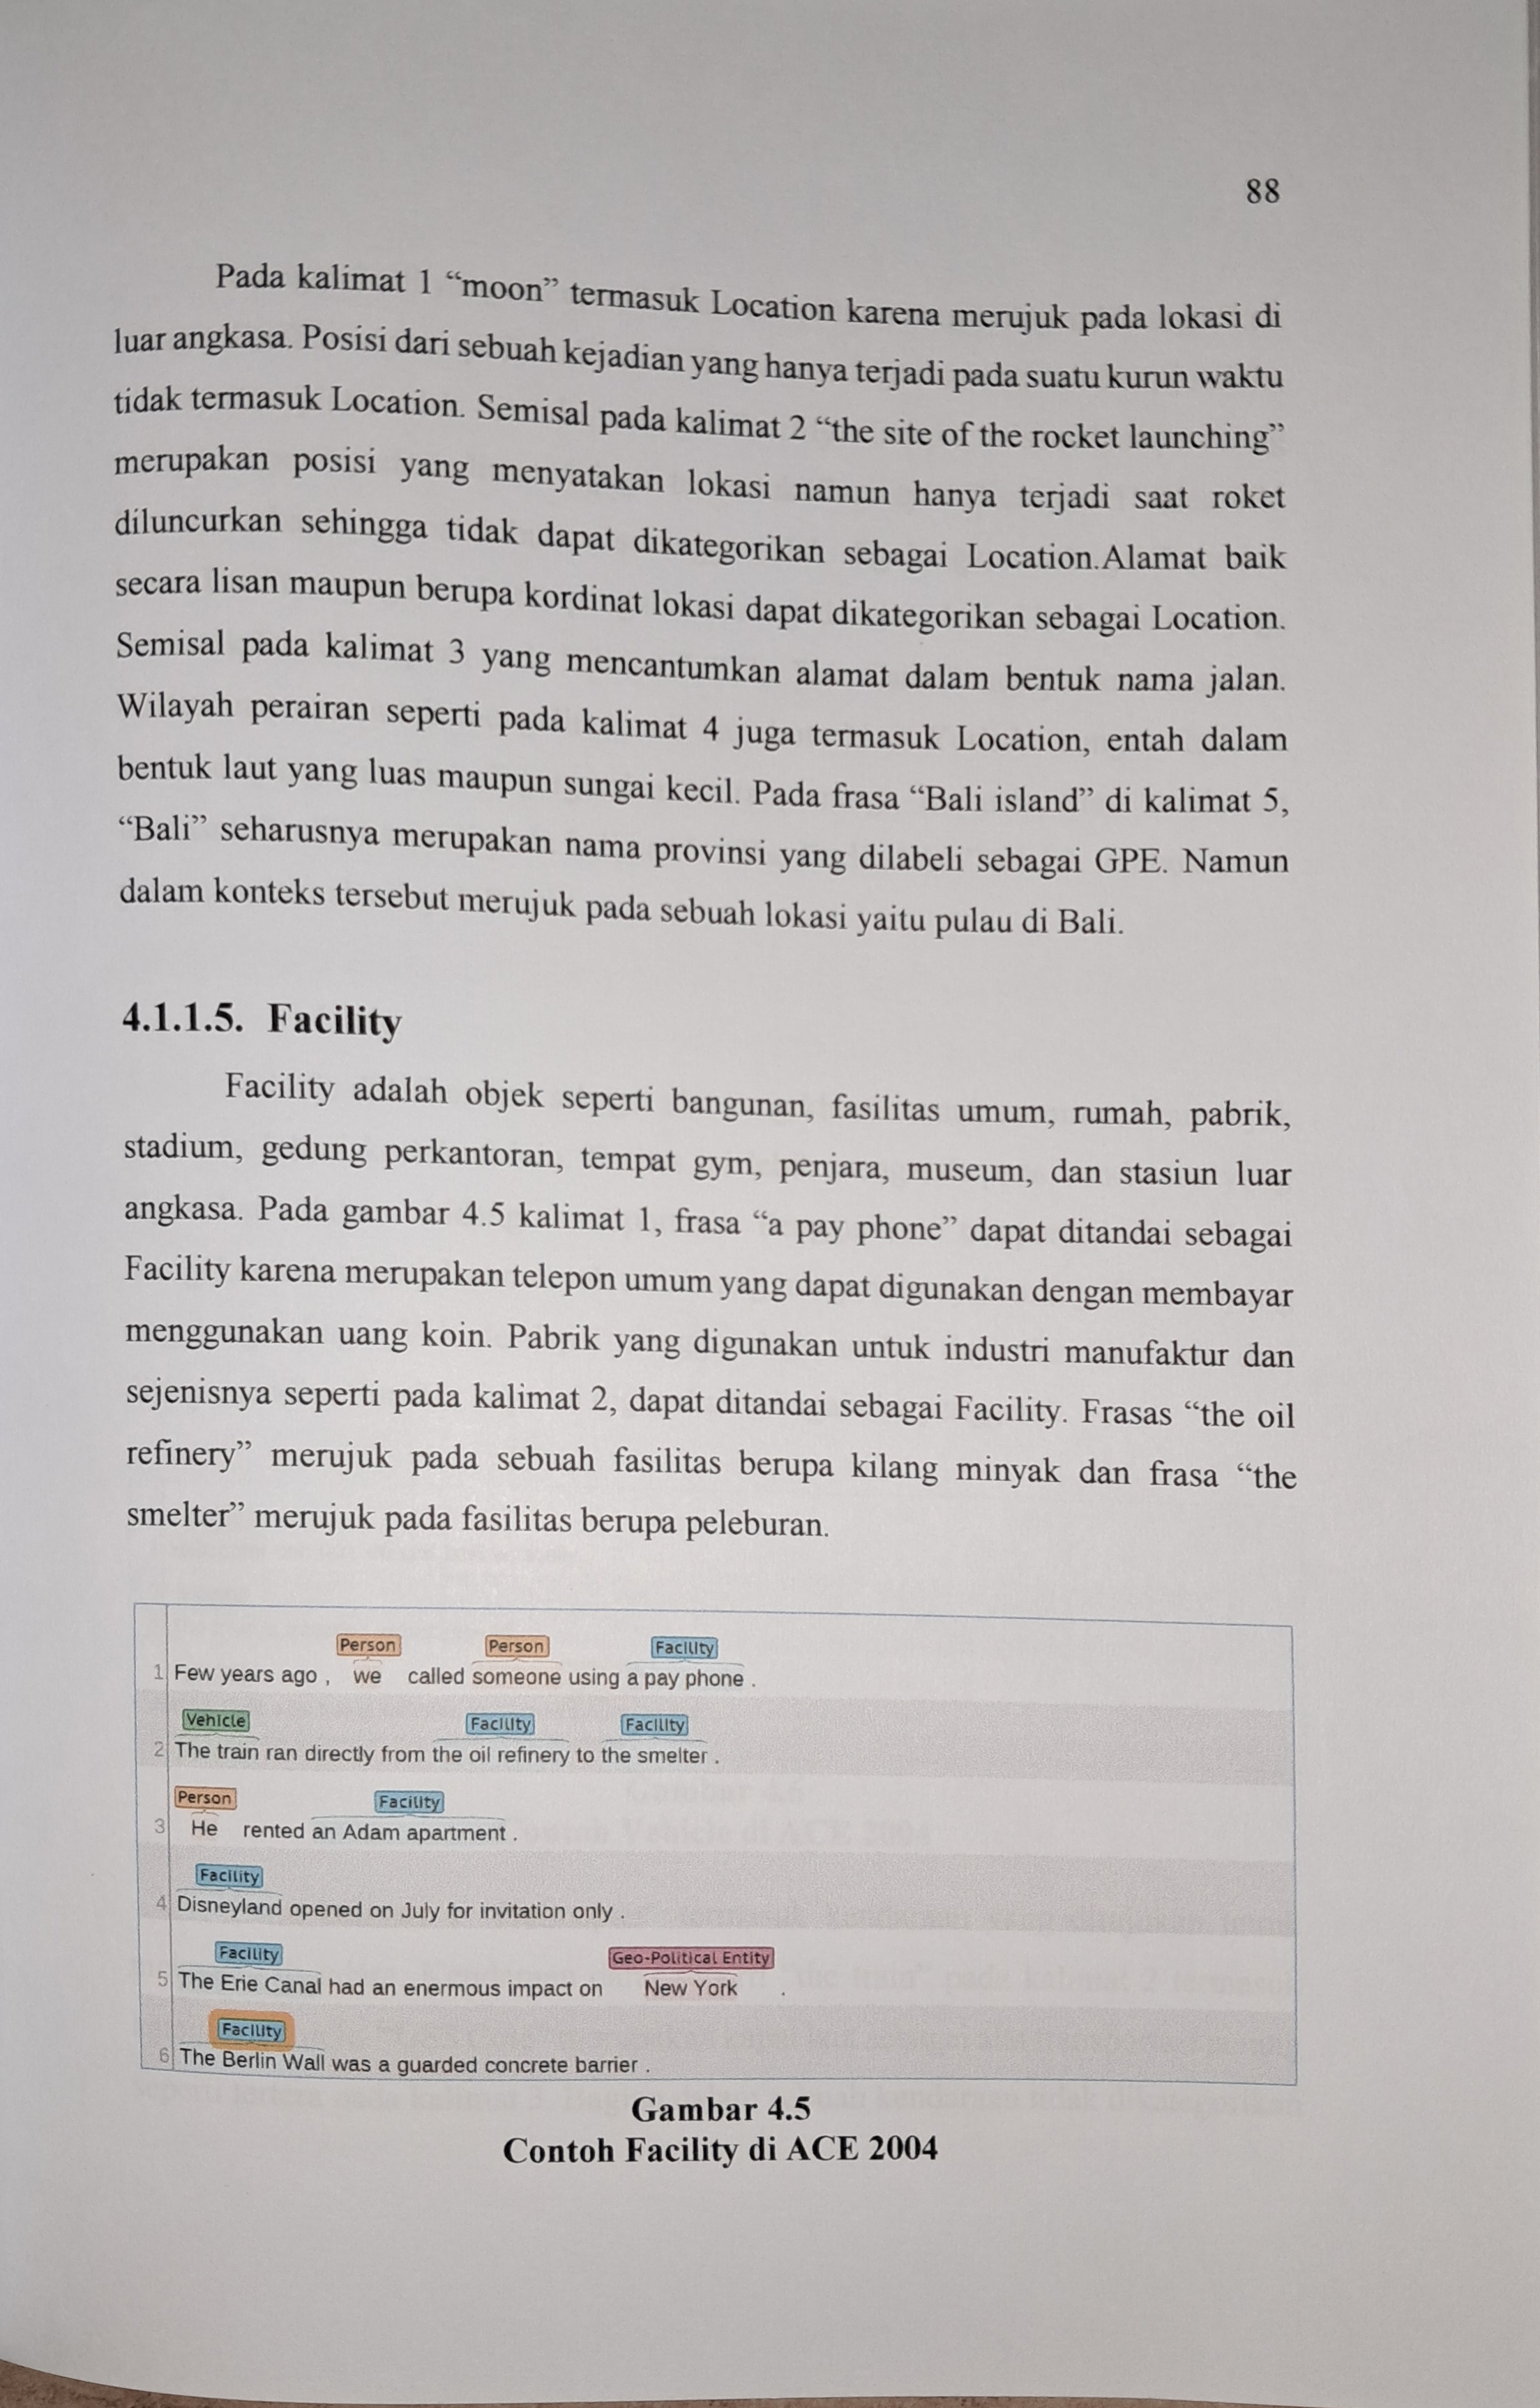 88
Pada kalimat 1 “moon” termasuk Location karena merujuk pada lokasi di
luar angkasa. Posisi dari sebuah kejadian yang hanya terjadi pada suatu kurun waktu
tidak termasuk Location. Semisal pada kalimat 2 “the site of the rocket launching”
merupakan posisi yang menyatakan lokasi namun hanya terjadi saat roket
diluncurkan sehingga tidak dapat dikategorikan sebagai Location.Alamat baik
secara lisan maupun berupa kordinat lokasi dapat dikategorikan sebagai Location.
Semisal pada kalimat 3 yang mencantumkan alamat dalam bentuk nama jalan.
Wilayah perairan seperti pada kalimat 4 juga termasuk Location, entah dalam
bentuk laut yang luas maupun sungai kecil. Pada frasa “Bali island” di kalimat 5,
“Bali” seharusnya merupakan nama provinsi yang dilabeli sebagai GPE. Namun
dalam konteks tersebut merujuk pada sebuah lokasi yaitu pulau di Bali.
4.1.1.5. Facility
Facility adalah objek seperti bangunan, fasilitas umum, rumah, pabrik,
stadium, gedung perkantoran, tempat gym, penjara, museum, dan stasiun luar
angkasa. Pada gambar 4.5 kalimat 1, frasa “a pay phone” dapat ditandai sebagai
Facility karena merupakan telepon umum yang dapat digunakan dengan membayar
menggunakan uang koin. Pabrik yang digunakan untuk industri manufaktur dan
sejenisnya seperti pada kalimat 2, dapat ditandai sebagai Facility. Frasas “the oil
refinery” merujuk pada sebuah fasilitas berupa kilang minyak dan frasa “the
smelter” merujuk pada fasilitas berupa peleburan.
Person Person Facility
1 Few years ago , we called someone using a pay phone .
Vehicle Facility Facility
2 The train ran directly from the oil refinery to the smelter .
Person Facility
3 He rented an Adam apartment .
Facility
4 Disneyland opened on July for invitation only .
Facility Geo-Political Entity
5 The Erie Canal had an enermous impact on New York .
Facility
6 The Berlin Wall was a guarded concrete barrier .
Gambar 4.5
Contoh Facility di ACE 2004